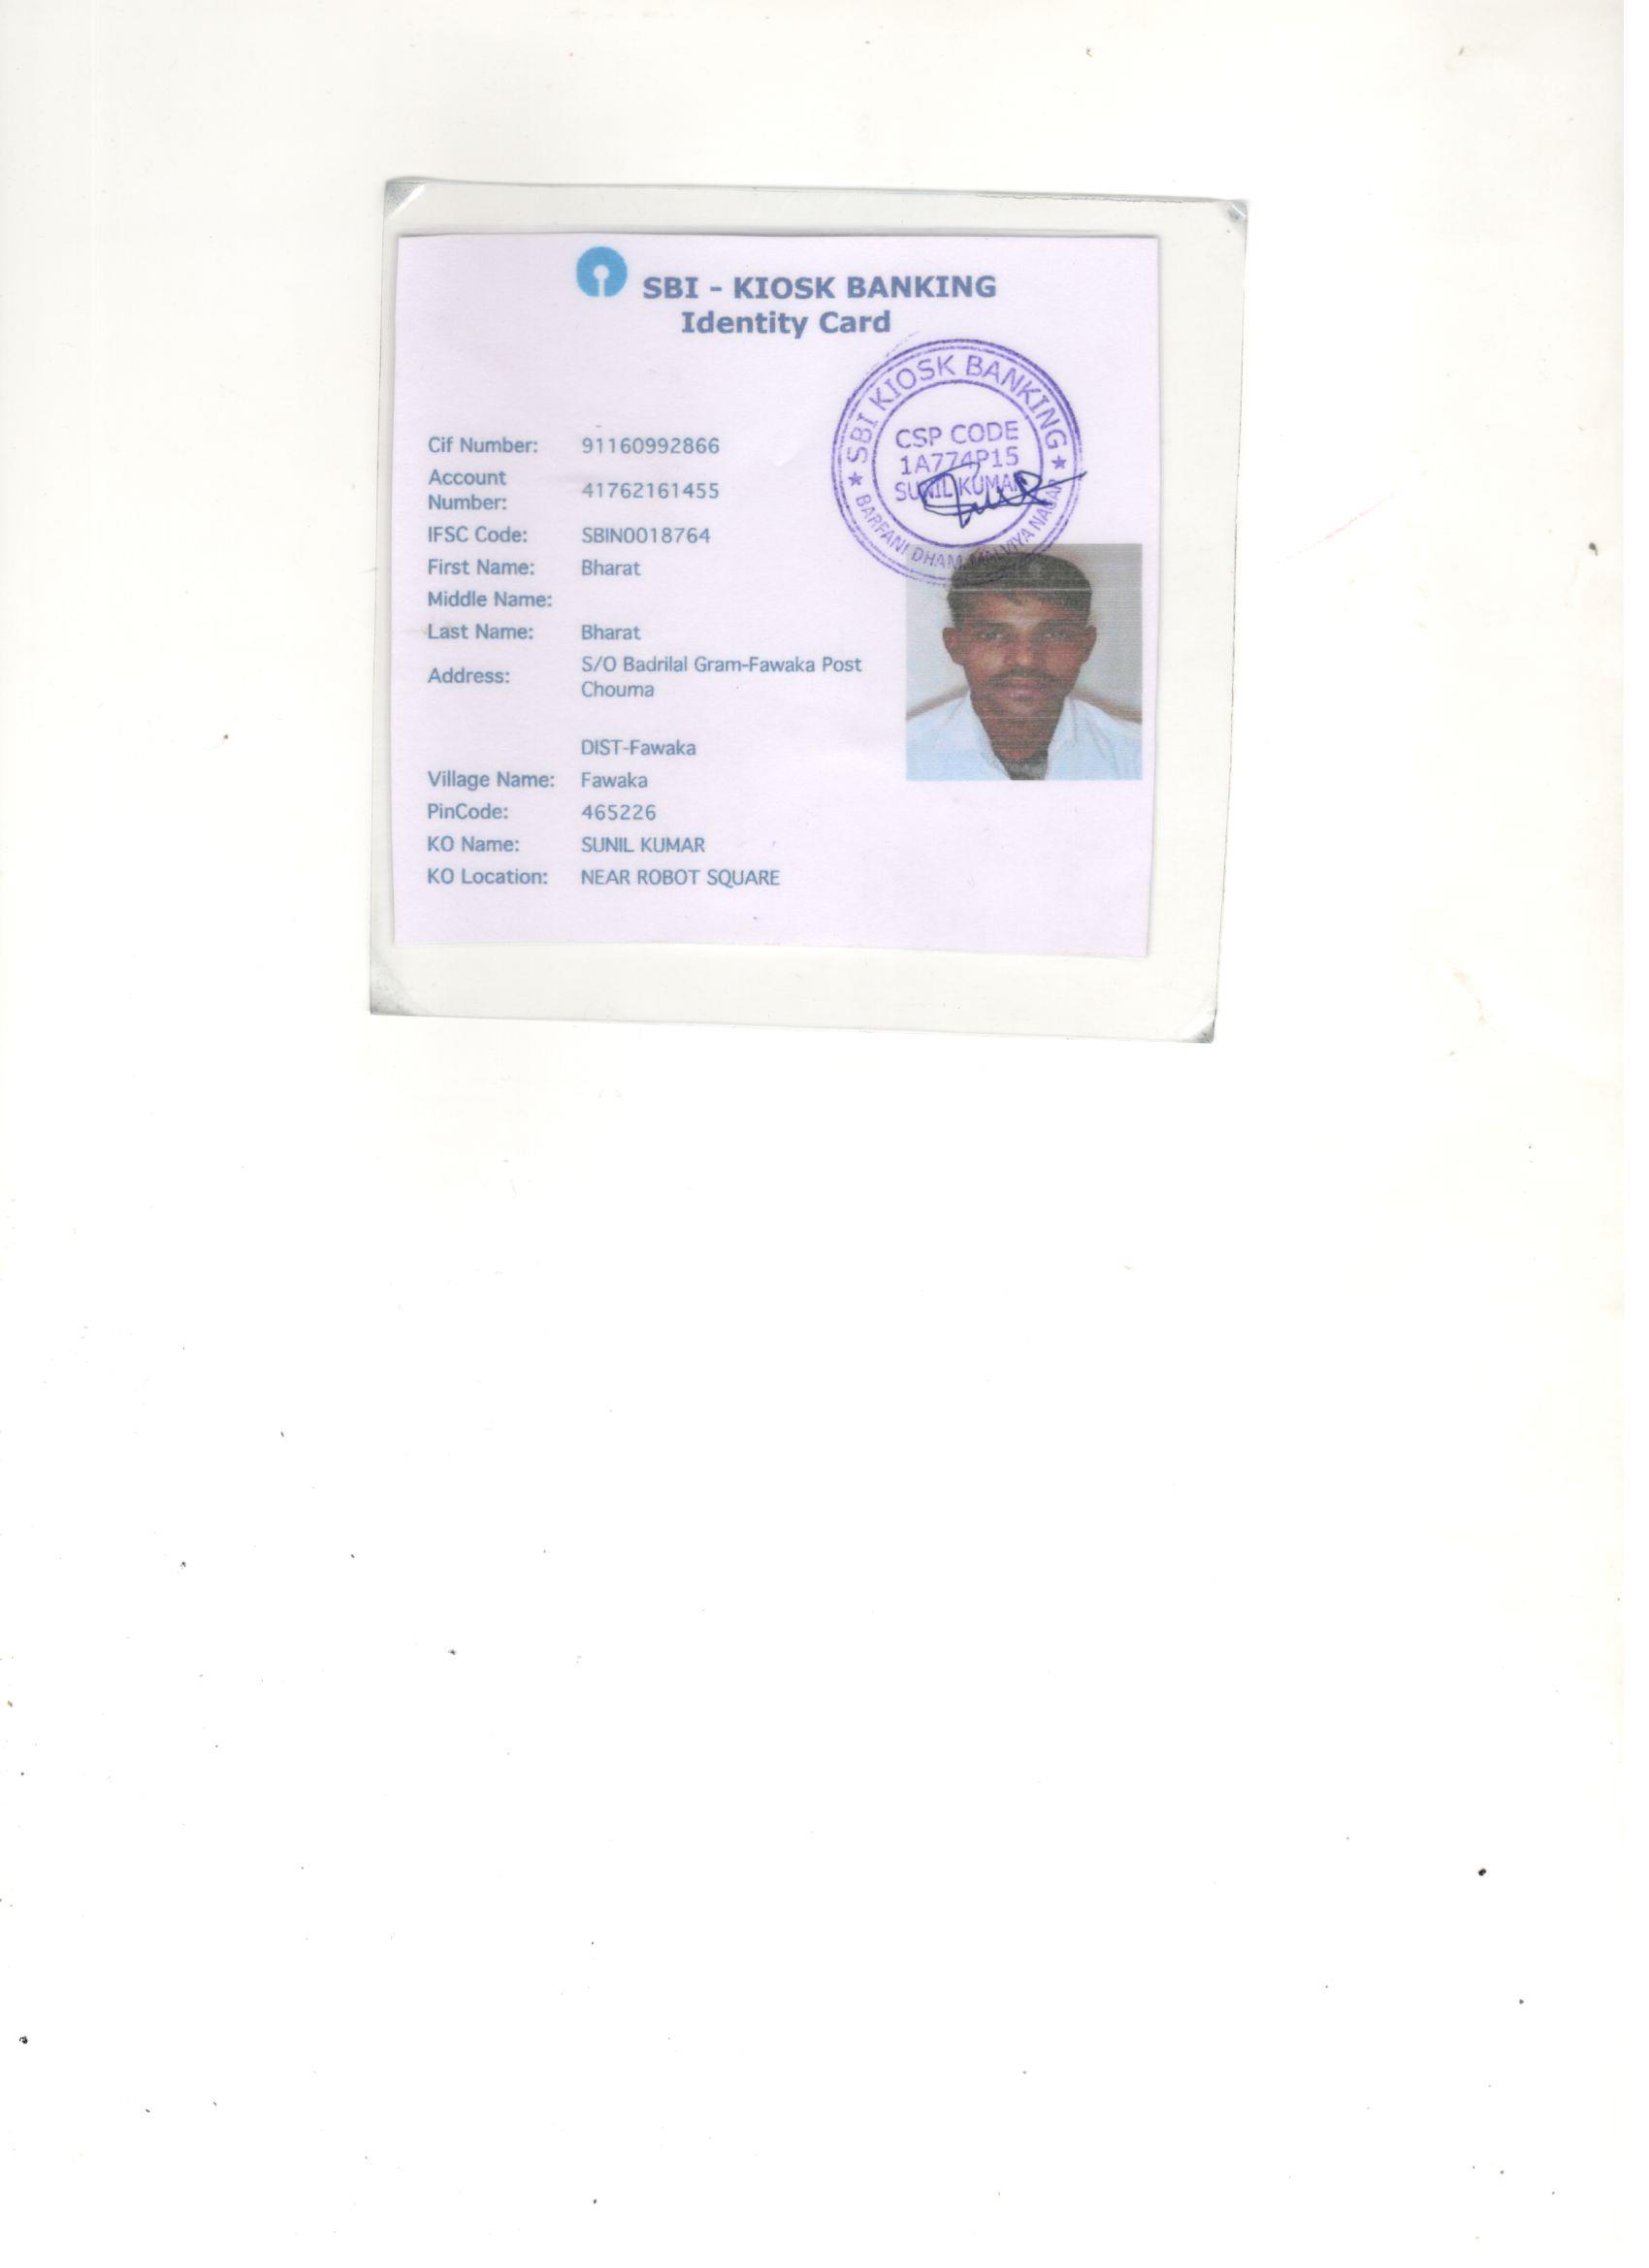 SBI - KIOSK BANKING
Identity Card
SBI KIOSK BANKING
CSP CODE
1A774P15
SUNIL KUMAR
BARFANI DHAM MALVIYA NAGAR
Cif Number: 91160992866
Account
Number: 41762161455
IFSC Code: SBIN0018764
First Name: Bharat
Middle Name:
Last Name: Bharat
Address: S/O Badrilal Gram-Fawaka Post
Chouma
DIST-Fawaka
Village Name: Fawaka
PinCode: 465226
KO Name: SUNIL KUMAR
KO Location: NEAR ROBOT SQUARE